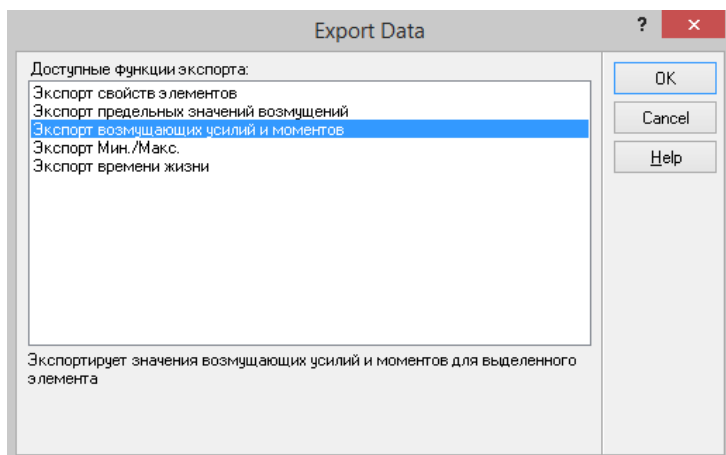 Export Data
? ×
Доступные функции экспорта:
OK
Экспорт свойств элементов
Экспорт предельных значений возмущений
Cancel
Экспорт возмущающих усилий и моментов
Экспорт Мин./Макс.
Help
Экспорт времени жизни
Экспортирует значения возмущающих усилий и моментов для выделенного
элемента